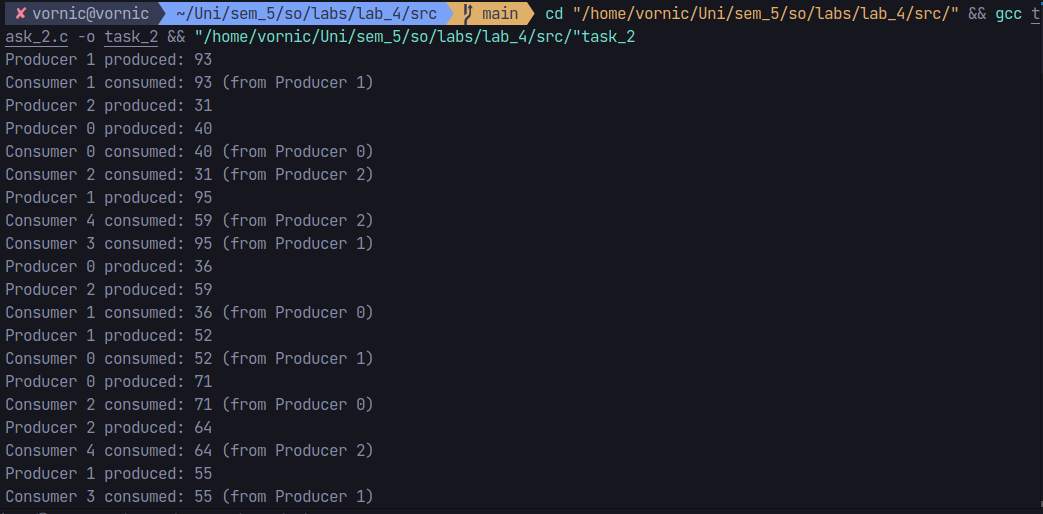 ✘ vornic@vornic ~/Uni/sem_5/so/labs/lab_4/src main cd "/home/vornic/Uni/sem_5/so/labs/lab_4/src/" && gcc t
ask_2.c -o task_2 && "/home/vornic/Uni/sem_5/so/labs/lab_4/src/"task_2
Producer 1 produced: 93
Consumer 1 consumed: 93 (from Producer 1)
Producer 2 produced: 31
Producer 0 produced: 40
Consumer 0 consumed: 40 (from Producer 0)
Consumer 2 consumed: 31 (from Producer 2)
Producer 1 produced: 95
Consumer 4 consumed: 59 (from Producer 2)
Consumer 3 consumed: 95 (from Producer 1)
Producer 0 produced: 36
Producer 2 produced: 59
Consumer 1 consumed: 36 (from Producer 0)
Producer 1 produced: 52
Consumer 0 consumed: 52 (from Producer 1)
Producer 0 produced: 71
Consumer 2 consumed: 71 (from Producer 0)
Producer 2 produced: 64
Consumer 4 consumed: 64 (from Producer 2)
Producer 1 produced: 55
Consumer 3 consumed: 55 (from Producer 1)